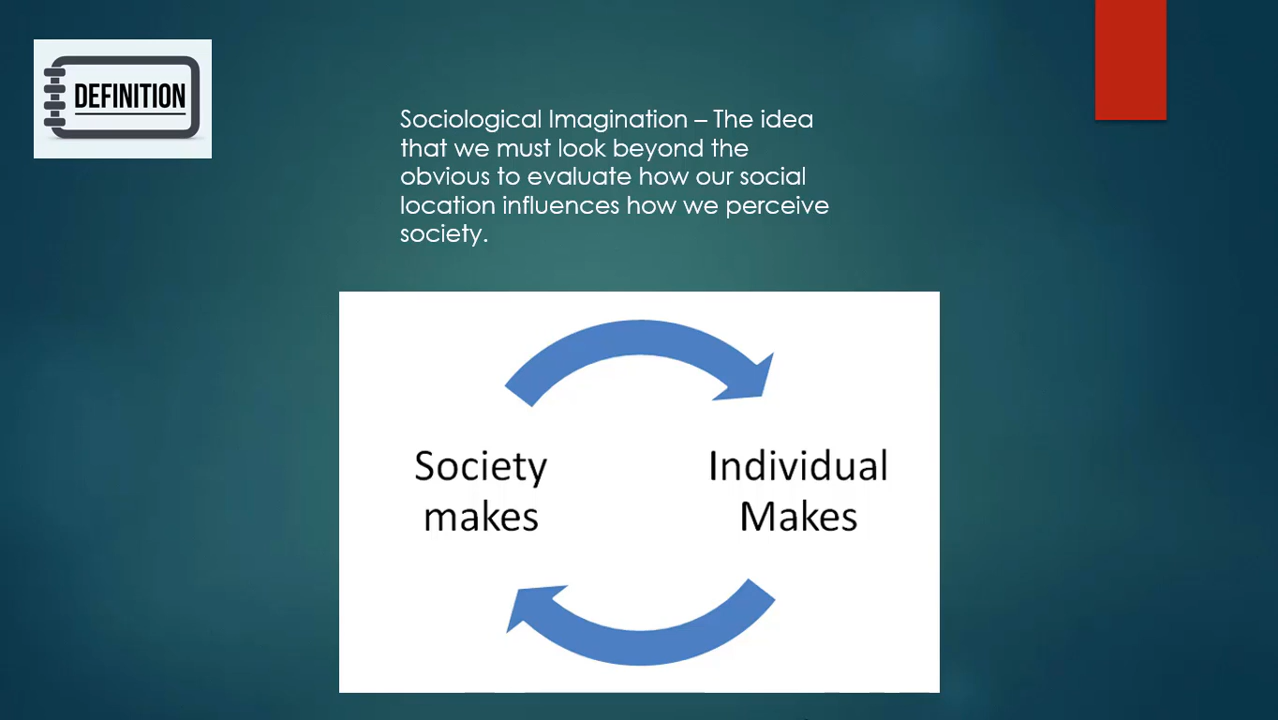 DEFINITION
Sociological Imagination – The idea
that we must look beyond the
obvious to evaluate how our social
location influences how we perceive
society.
Society
makes
Individual
Makes